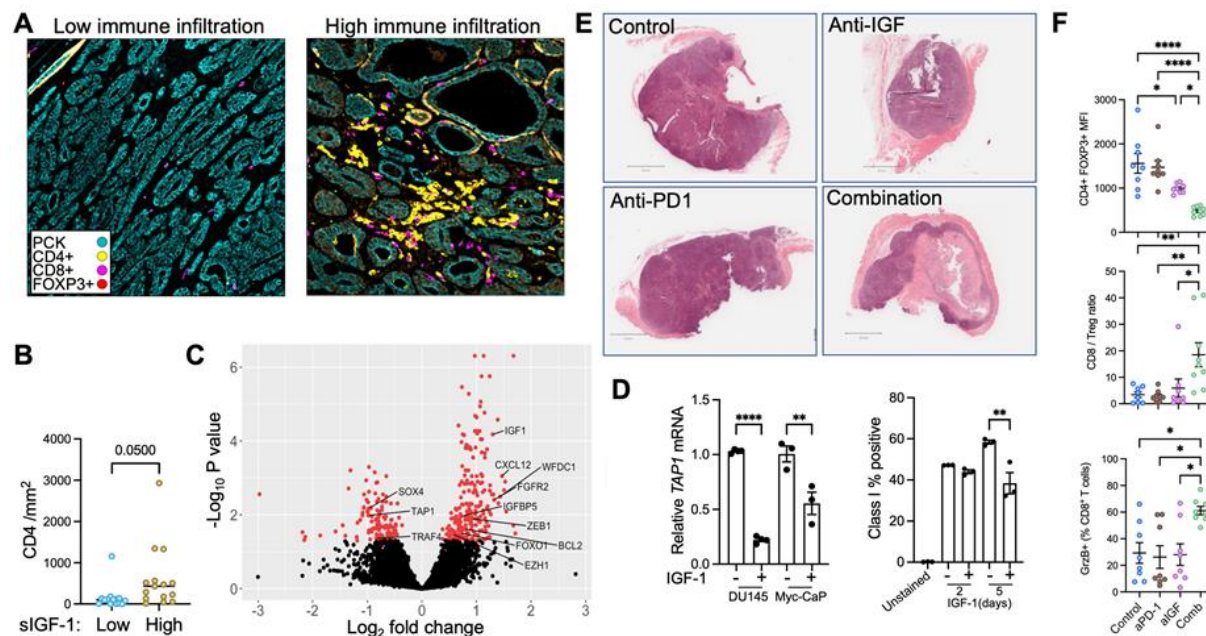 A
Low immune infiltration
High immune infiltration
PCK
CD4+
CD8+
FOXP3+
B
CD4 /mm2
4000
3000
2000
1000
500
0
0.0500
sIGF-1: Low High
C
-Log10 P value
6
4
2
0
-3 -2 -1 0 1 2 3
Log2 fold change
IGF1
CXCL12
WFDC1
FGFR2
IGFBP5
ZEB1
BCL2
FOXO1
EZH1
SOX4
TAP1
TRAF4
D
Relative TAP1 mRNA
1.5
1.0
0.5
0.0
****
**
IGF-1 - + - +
DU145 Myc-CaP
Class I % positive
80
60
40
20
0
**
Unstained
- + - +
2 5
IGF-1(days)
E
Control
Anti-IGF
Anti-PD1
Combination
F
****
****
* *
CD4+ FOXP3+ MFI
3000
2000
1000
0
**
**
*
CD8 / Treg ratio
50
40
30
20
10
0
*
*
*
GrzB+ (% CD8+ T cells)
100
80
60
40
20
0
Control
aPD-1
aIGF
Comb